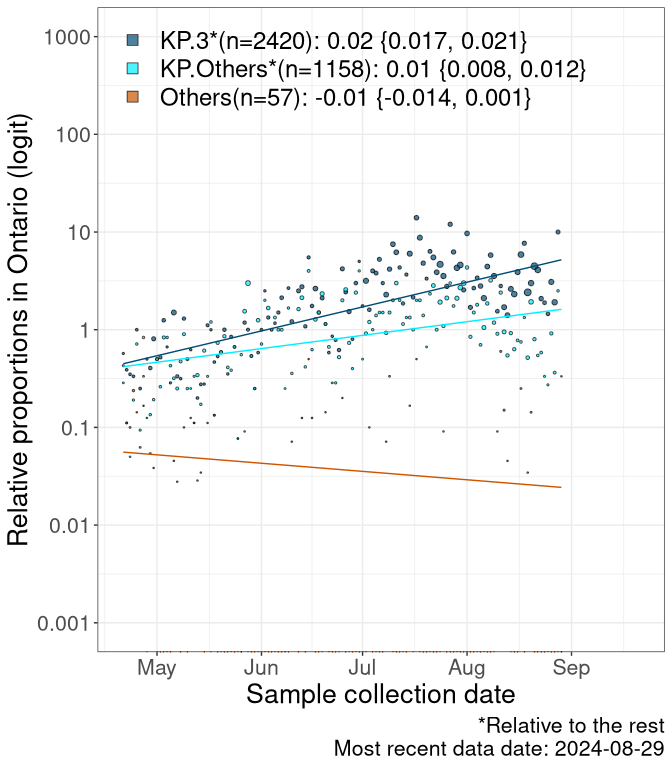 KP.3*(n=2420): 0.02 {0.017, 0.021}
KP.Others*(n=1158): 0.01 {0.008, 0.012}
Others(n=57): -0.01 {-0.014, 0.001}
Relative proportions in Ontario (logit)
1000
100
10
1
0.1
0.01
0.001
May Jun Jul Aug Sep
Sample collection date
*Relative to the rest
Most recent data date: 2024-08-29